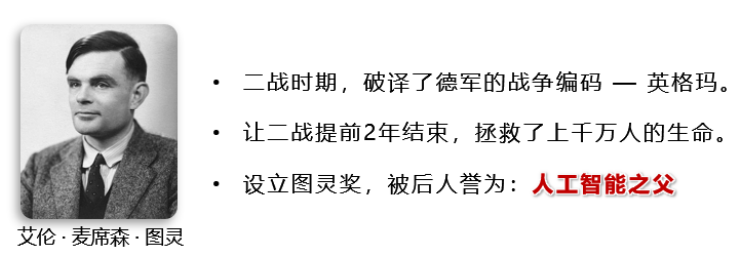 • 二战时期，破译了德军的战争编码 — 英格玛。
• 让二战提前2年结束，拯救了上千万人的生命。
• 设立图灵奖，被后人誉为：人工智能之父
艾伦·麦席森·图灵